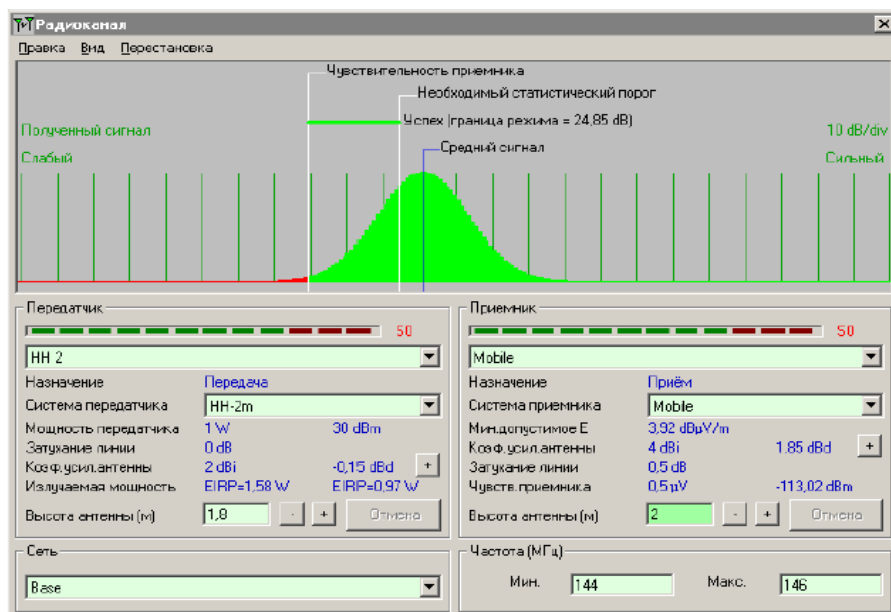 Радиоканал
Правка Вид Перестановка
Чувствительность приемника
Необходимый статистический порог
Полученный сигнал Успех (граница режима = 24,85 dB) 10 dB/div
Слабый Средний сигнал Сильный
Передатчик
S0
HH-2
Назначение Передача
Система передатчика HH-2m
Мощность передатчика 1 W 30 dBm
Затухание линии 0 dB
Коэф.усил.антенны 2 dBi -0,15 dBd +
Излучаемая мощность EIRP=1,58 W EIRP=0,97 W
Высота антенны (м) 1,8 - + Отмена
Приемник
S0
Mobile
Назначение Приём
Система приемника Mobile
Мин.допустимое E 3,92 dBµV/m
Коэф.усил.антенны 4 dBi 1,85 dBd +
Затухание линии 0,5 dB
Чувств.приемника 0,5 µV -113,02 dBm
Высота антенны (м) 2 - + Отмена
Сеть
Base
Частота (МГц)
Мин. 144 Макс. 146